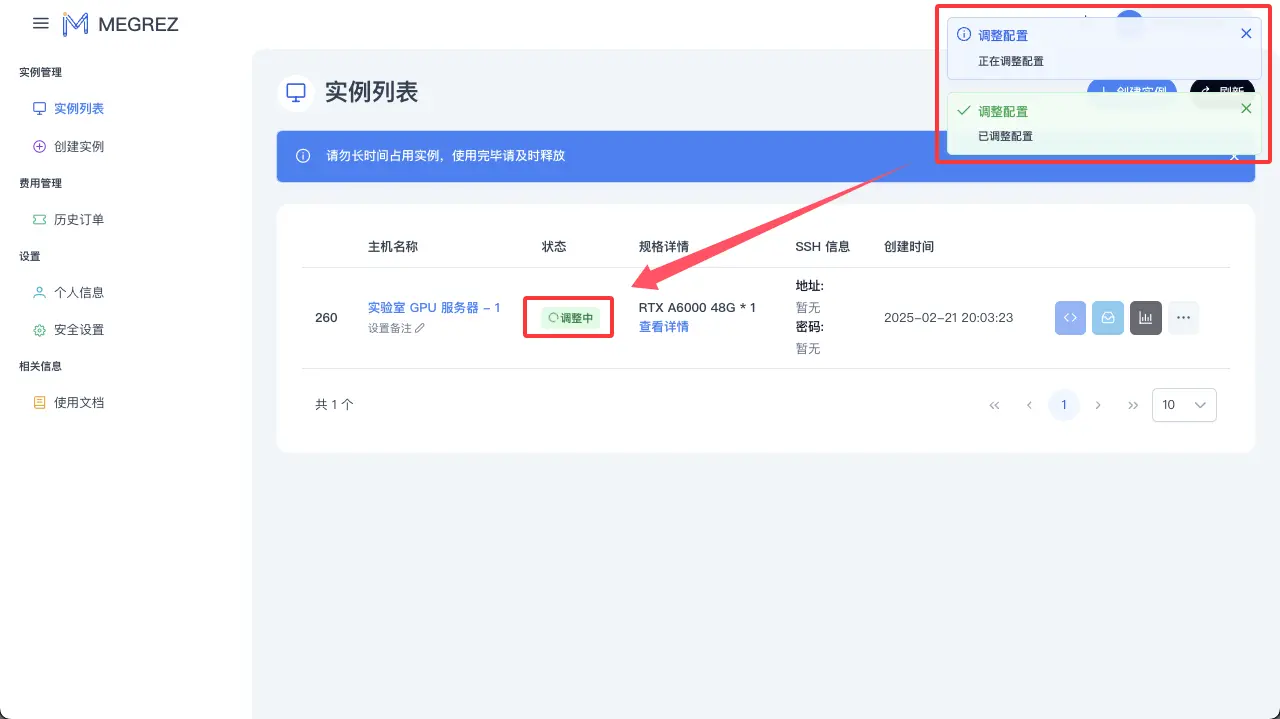 MEGREZ
实例管理
实例列表
创建实例
费用管理
历史订单
设置
个人信息
安全设置
相关信息
使用文档
实例列表
创建实例
刷新
调整配置
正在调整配置
调整配置
已调整配置
请勿长时间占用实例，使用完毕请及时释放
主机名称 状态 规格详情 SSH 信息 创建时间
260
实验室 GPU 服务器 - 1
设置备注
调整中
RTX A6000 48G * 1
查看详情
地址:
暂无
密码:
暂无
2025-02-21 20:03:23
共 1 个
1
10